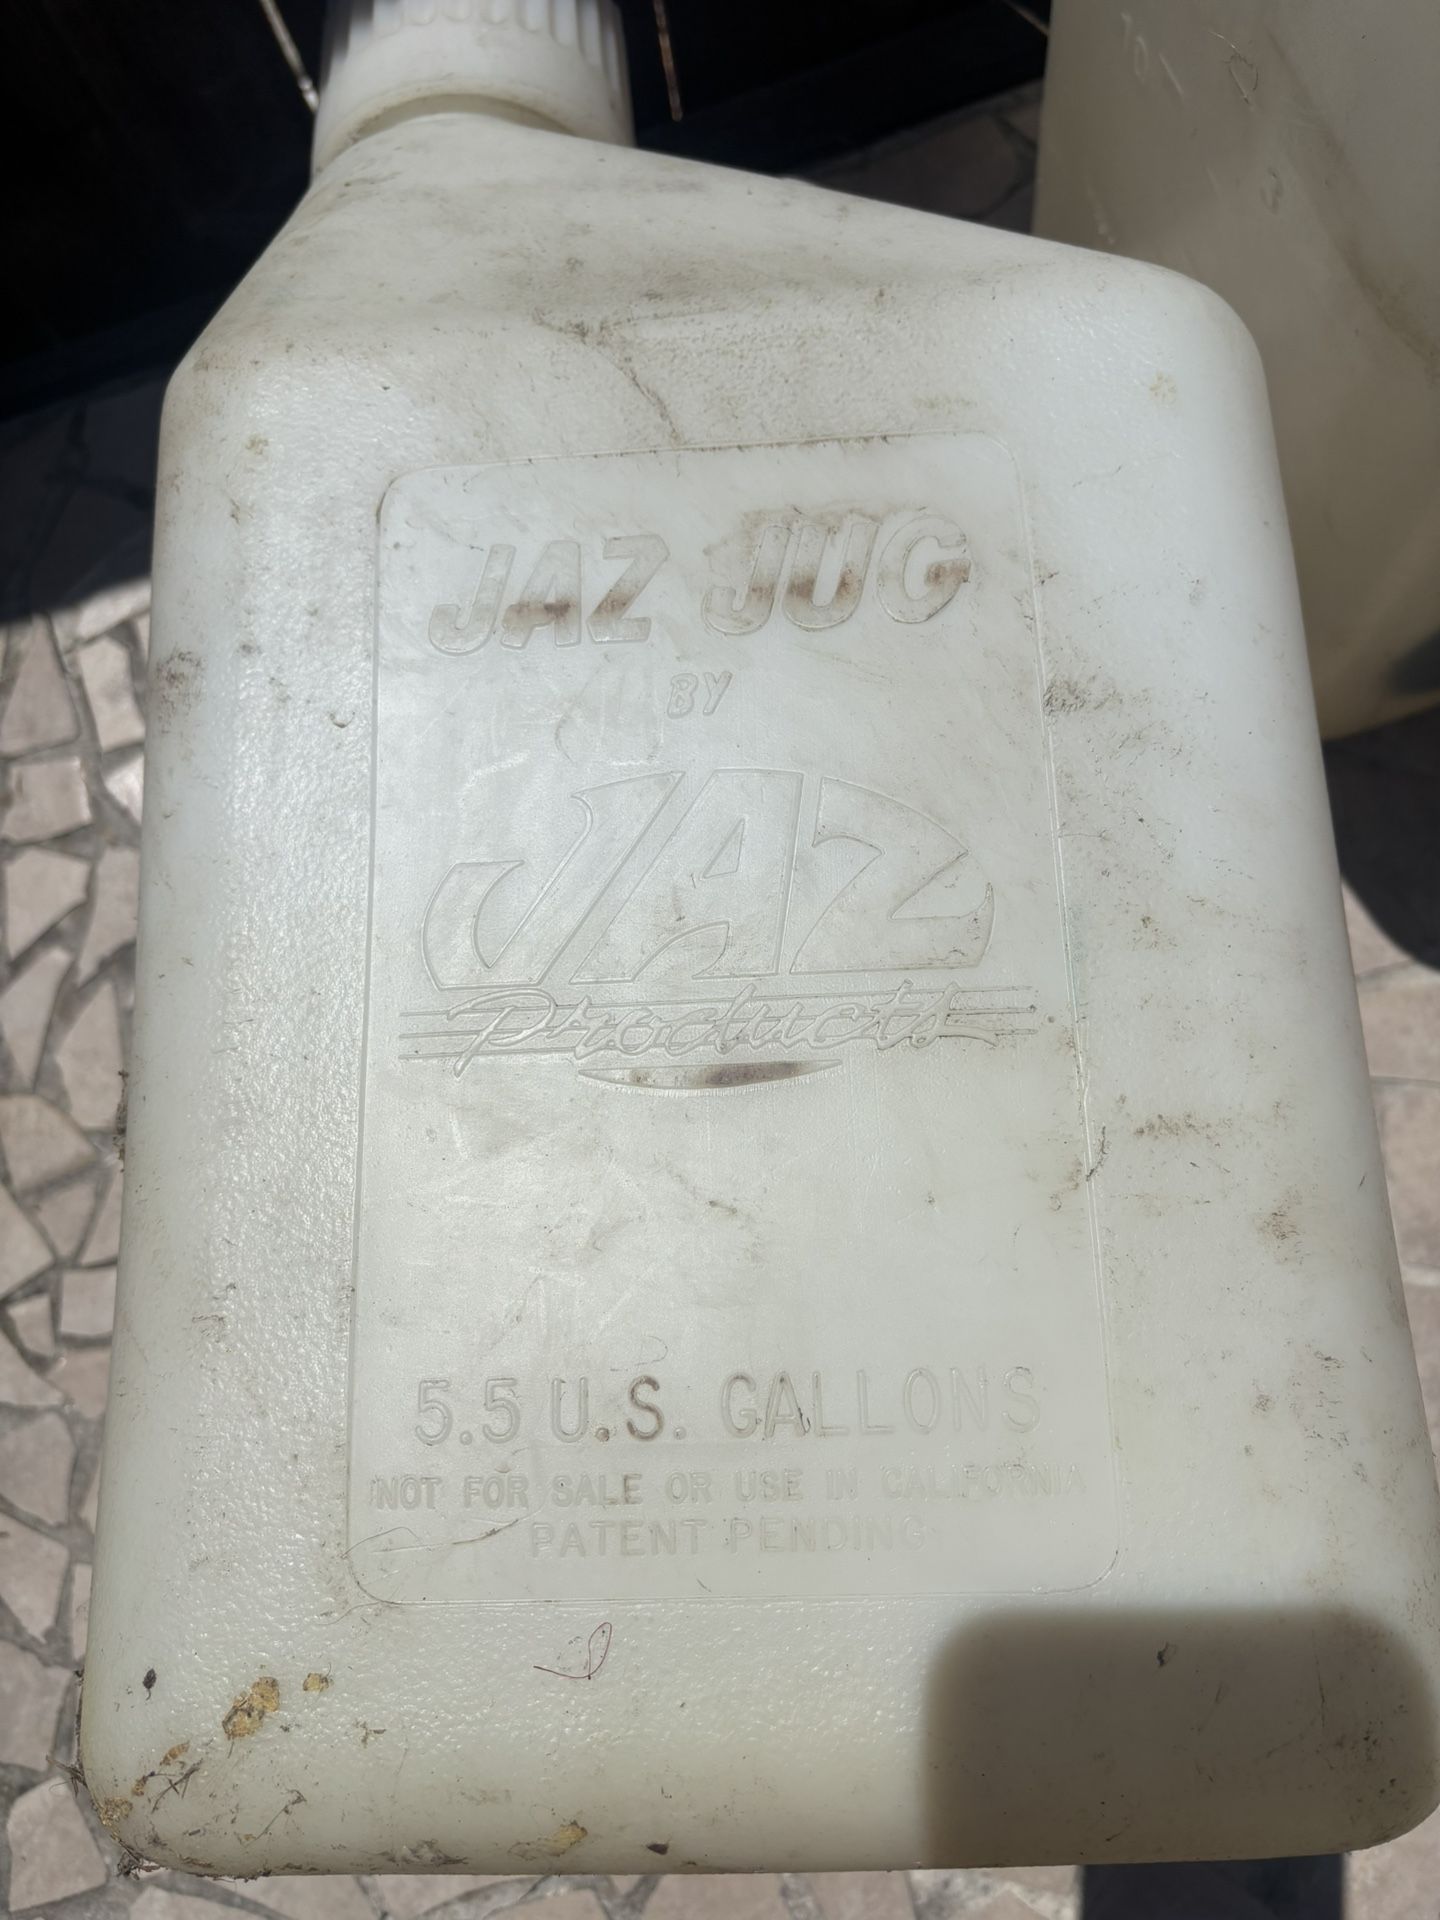 JAZ JUG
BY
JAZ
Products
5.5 U.S. GALLONS
NOT FOR SALE OR USE IN CALIFORNIA
PATENT PENDING